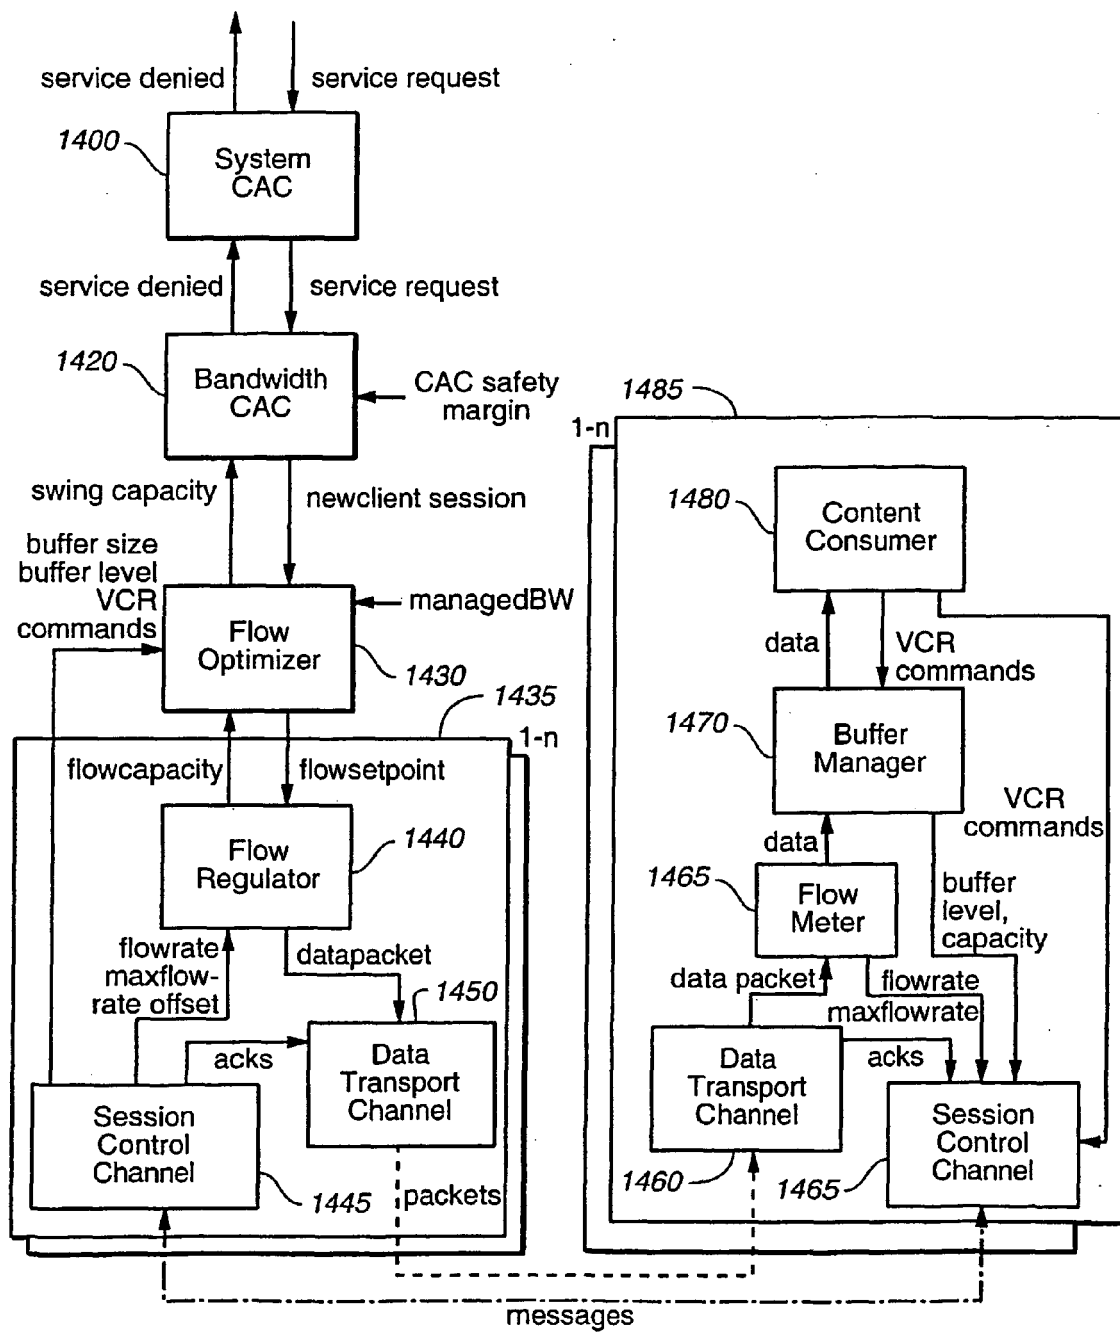 service denied
service request
1400
System
CAC
service denied
service request
1420
Bandwidth
CAC
CAC safety
margin
swing capacity
newclient session
buffer size
buffer level
VCR
commands
managedBW
Flow
Optimizer
1430
1435
1-n
flowcapacity
flowsetpoint
Flow
Regulator
1440
flowrate
maxflow-
rate offset
datapacket
1450
acks
Data
Transport
Channel
Session
Control
Channel
1445
packets
1485
1-n
1480
Content
Consumer
data
VCR
commands
1470
Buffer
Manager
VCR
commands
data
1465
Flow
Meter
buffer
level,
capacity
data packet
flowrate
maxflowrate
acks
Data
Transport
Channel
Session
Control
Channel
1460
1465
messages